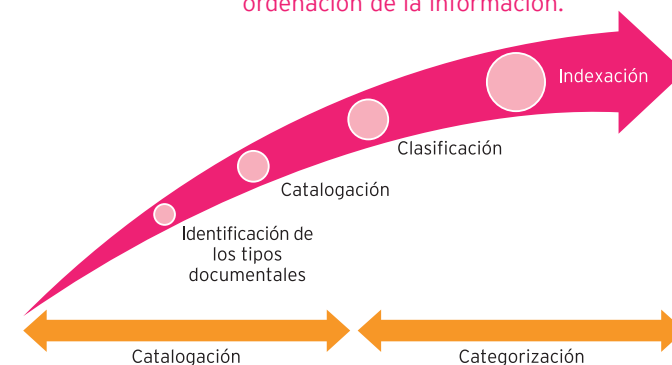 ordenación de la información.
Indexación
Clasificación
Catalogación
Identificación de
los tipos
documentales
Catalogación
Categorización